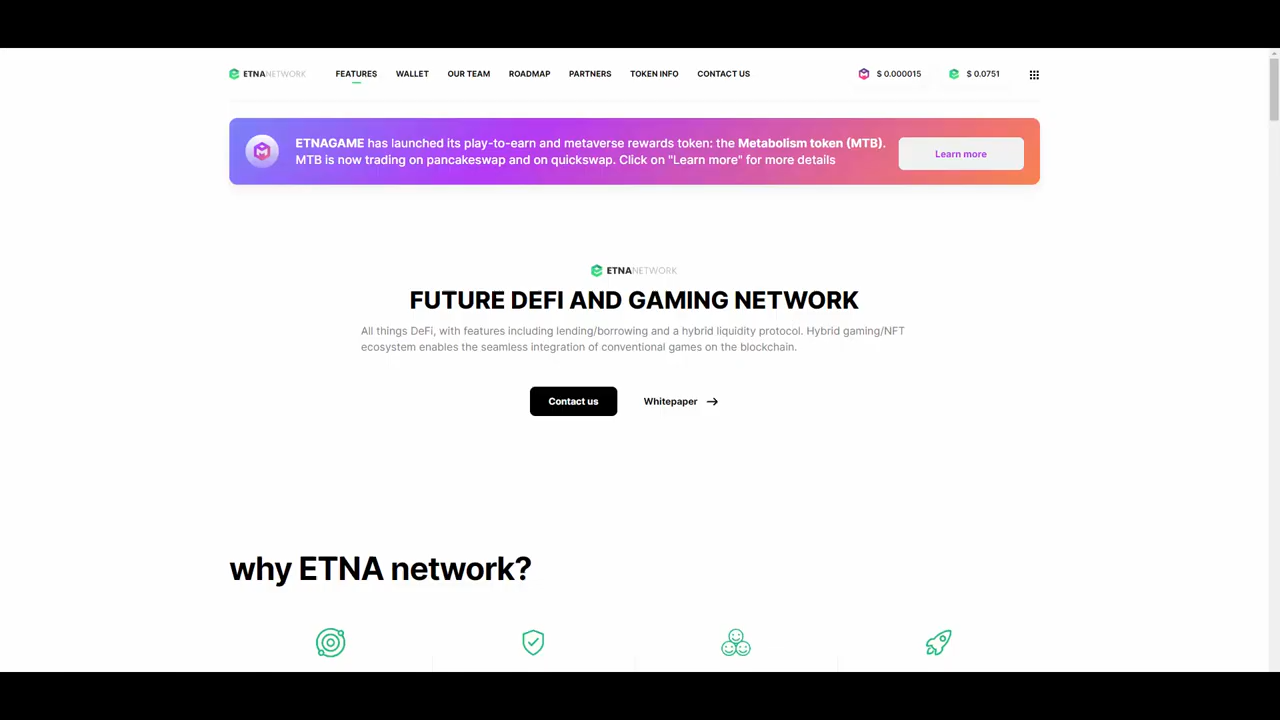 ETNANETWORK FEATURES WALLET OUR TEAM ROADMAP PARTNERS TOKEN INFO CONTACT US $ 0.000015 $ 0.0751
ETNAGAME has launched its play-to-earn and metaverse rewards token: the Metabolism token (MTB).
MTB is now trading on pancakeswap and on quickswap. Click on "Learn more" for more details
Learn more
ETNANETWORK
FUTURE DEFI AND GAMING NETWORK
All things DeFi, with features including lending/borrowing and a hybrid liquidity protocol. Hybrid gaming/NFT
ecosystem enables the seamless integration of conventional games on the blockchain.
Contact us Whitepaper
why ETNA network?